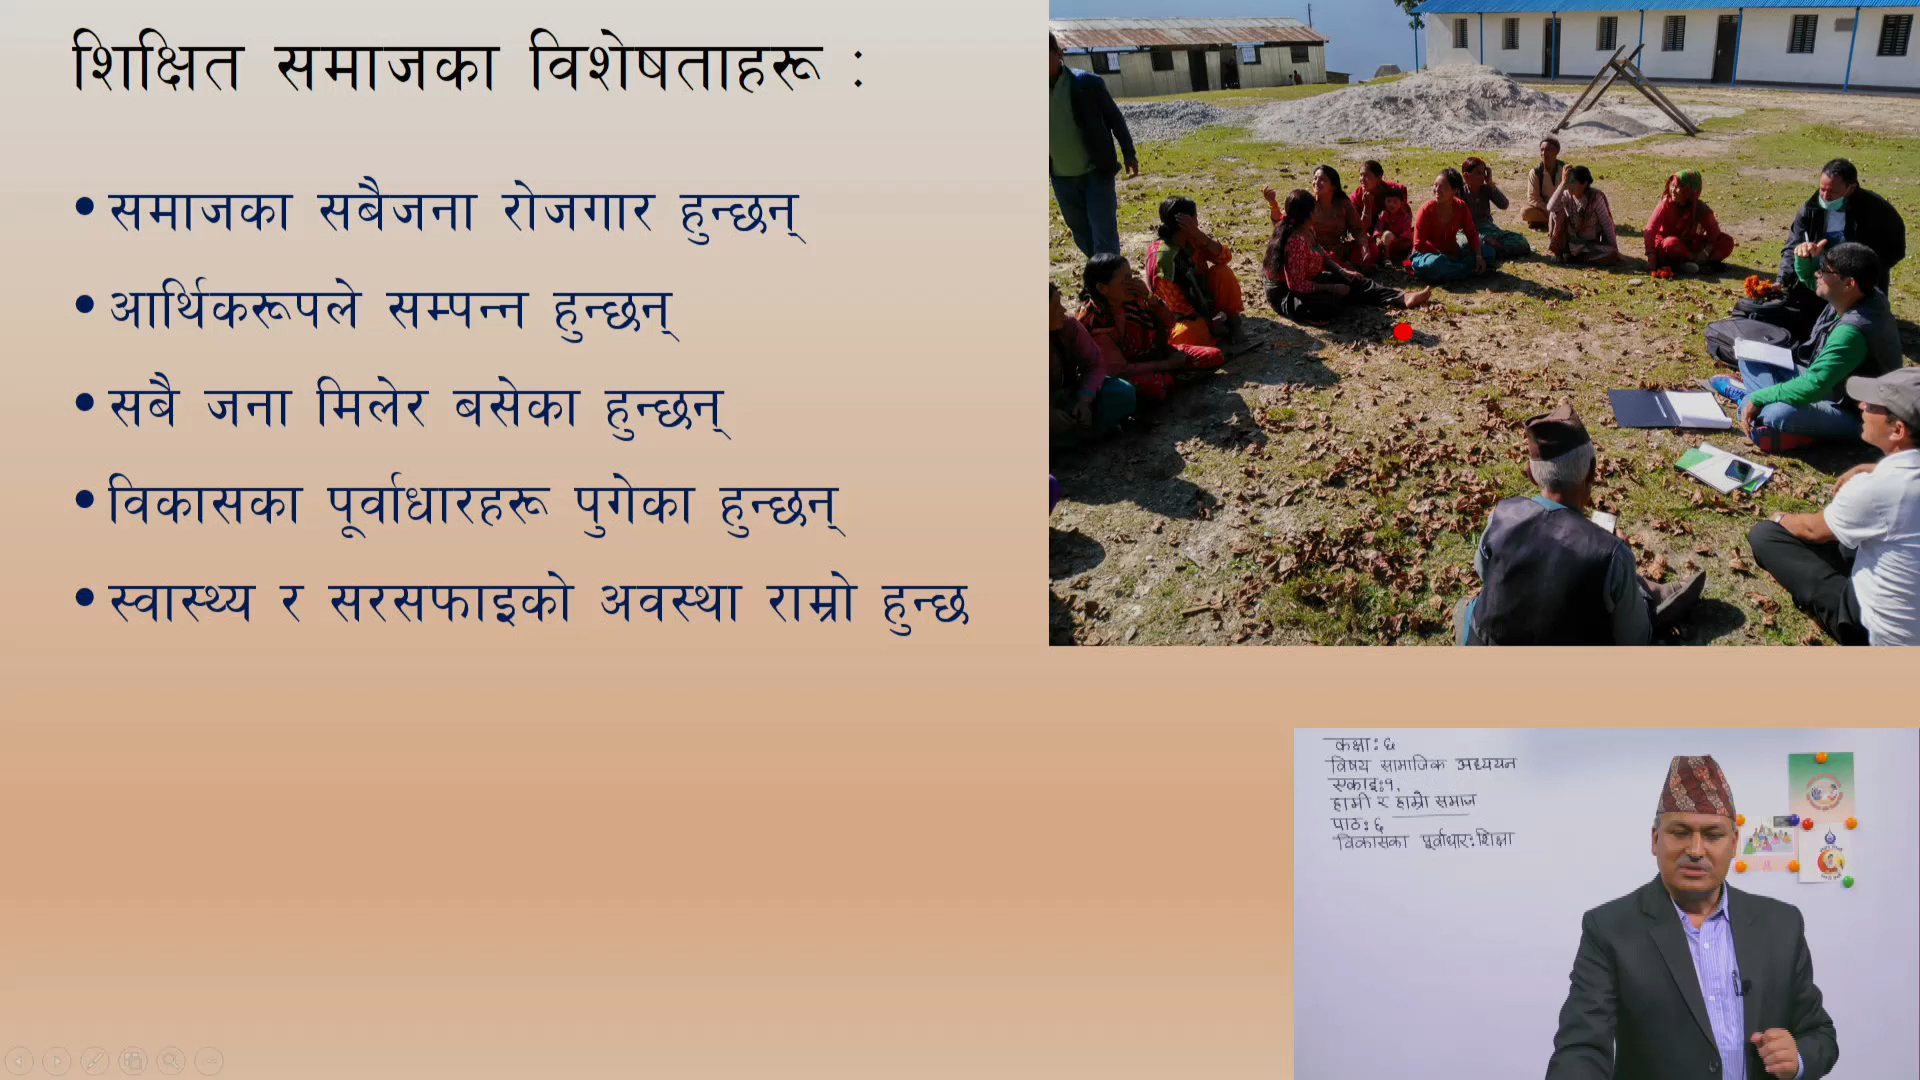 शिक्षित समाजका विशेषताहरू :
• समाजका सबैजना रोजगार हुन्छन्
• आर्थिकरूपले सम्पन्न हुन्छन्
• सबै जना मिलेर बसेका हुन्छन्
• विकासका पूर्वाधारहरू पुगेका हुन्छन्
• स्वास्थ्य र सरसफाइको अवस्था राम्रो हुन्छ
कक्षा: ६
विषय सामाजिक अध्ययन
एकाइ:१.
हामी र हाम्रो समाज
पाठ: ६
विकासका पूर्वाधार: शिक्षा